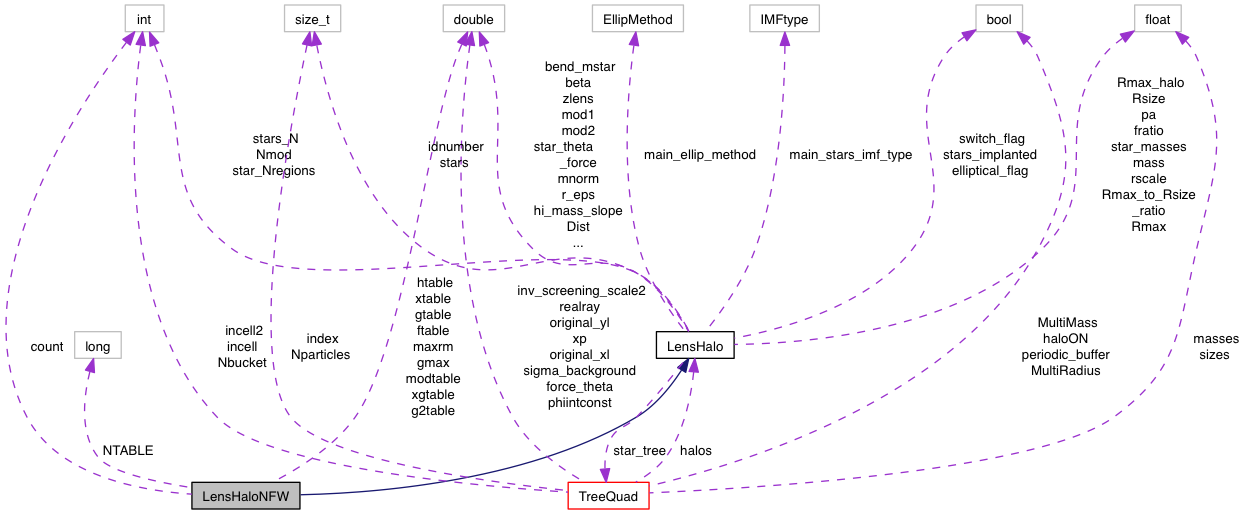 int
size_t
double
EllipMethod
IMFtype
bool
float
bend_mstar
beta
zlens
mod1
mod2
star_theta
_force
mnorm
r_eps
hi_mass_slope
Dist
...
Rmax_halo
Rsize
pa
fratio
star_masses
mass
rscale
Rmax_to_Rsize
_ratio
Rmax
stars_N
Nmod
star_Nregions
idnumber
stars
main_ellip_method
main_stars_imf_type
switch_flag
stars_implanted
elliptical_flag
htable
xtable
gtable
ftable
maxrm
gmax
modtable
xgtable
g2table
inv_screening_scale2
realray
original_yl
xp
original_xl
sigma_background
force_theta
phiintconst
count
long
incell2
incell
Nbucket
index
Nparticles
LensHalo
MultiMass
haloON
periodic_buffer
MultiRadius
masses
sizes
NTABLE
star_tree
halos
LensHaloNFW
TreeQuad